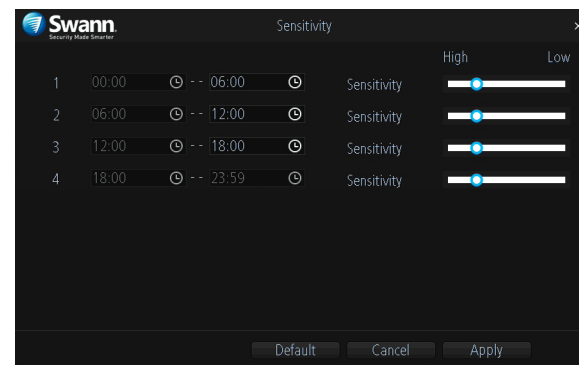 Swann
Security Made Smarter
Sensitivity
High Low
1 00:00 -- 06:00 Sensitivity
2 06:00 -- 12:00 Sensitivity
3 12:00 -- 18:00 Sensitivity
4 18:00 -- 23:59 Sensitivity
Default Cancel Apply